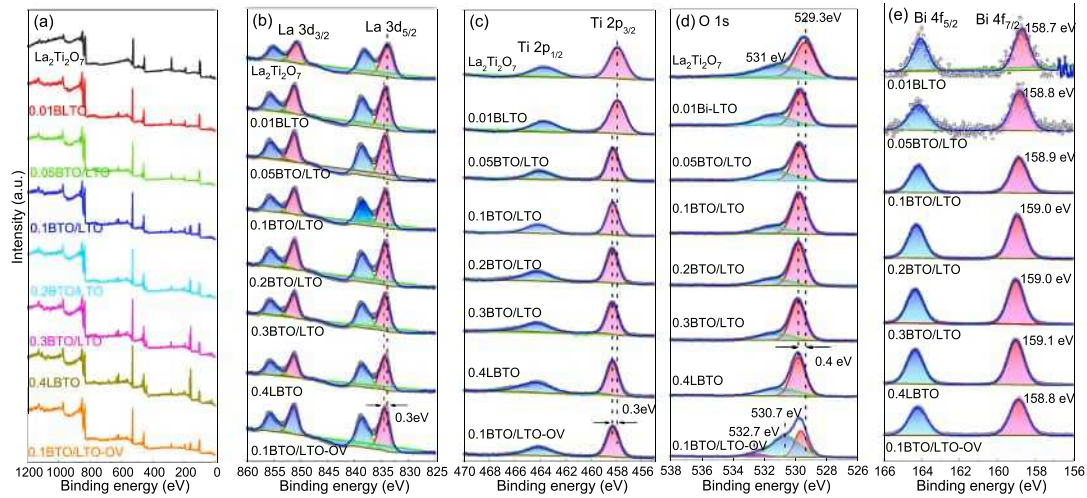 Intensity (a.u.)
(a)
La2Ti2O7
0.01BLTO
0.05BTO/LTO
0.1BTO/LTO
0.2BTO/LTO
0.3BTO/LTO
0.4LBTO
0.1BTO/LTO-OV
1200 1000 800 600 400 200 0
Binding energy (eV)
(b)
La 3d3/2
La 3d5/2
La2Ti2O7
0.01BLTO
0.05BTO/LTO
0.1BTO/LTO
0.2BTO/LTO
0.3BTO/LTO
0.4LBTO
0.3eV
0.1BTO/LTO-OV
860 855 850 845 840 835 830 825
Binding energy (eV)
(c)
Ti 2p3/2
Ti 2p1/2
La2Ti2O7
0.01BLTO
0.05BTO/LTO
0.1BTO/LTO
0.2BTO/LTO
0.3BTO/LTO
0.4LBTO
0.3eV
0.1BTO/LTO-OV
470 468 466 464 462 460 458 456
Binding energy (eV)
(d)
O 1s
529.3eV
531 eV
La2Ti2O7
0.01Bi-LTO
0.05BTO/LTO
0.1BTO/LTO
0.2BTO/LTO
0.3BTO/LTO
0.4 eV
0.4LBTO
530.7 eV
532.7 eV
0.1BTO/LTO-OV
538 536 534 532 530 528 526
Binding energy (eV)
(e)
Bi 4f5/2
Bi 4f7/2
158.7 eV
0.01BLTO
158.8 eV
0.05BTO/LTO
158.9 eV
0.1BTO/LTO
159.0 eV
0.2BTO/LTO
159.0 eV
0.3BTO/LTO
159.1 eV
0.4LBTO
158.8 eV
0.1BTO/LTO-OV
166 164 162 160 158 156
Binding energy (eV)